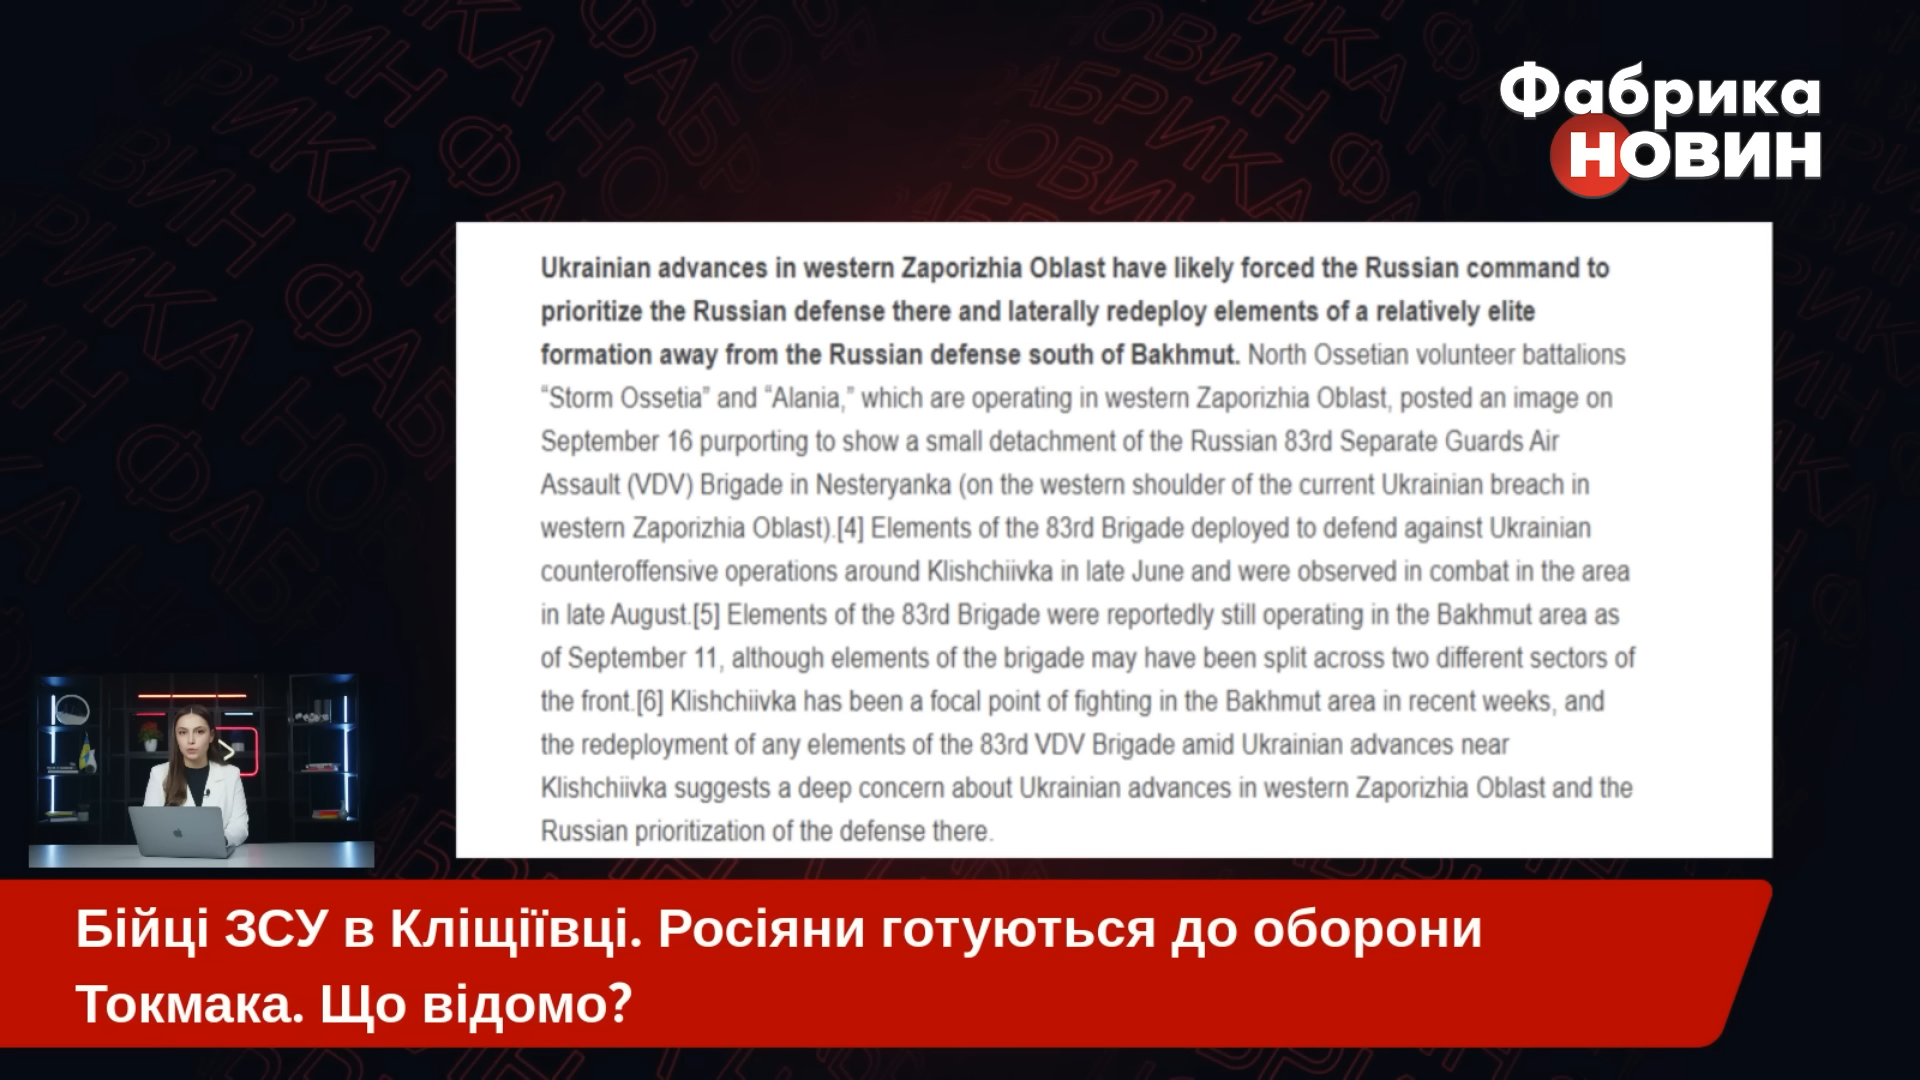 Фабрика
новин
Ukrainian advances in western Zaporizhia Oblast have likely forced the Russian command to
prioritize the Russian defense there and laterally redeploy elements of a relatively elite
formation away from the Russian defense south of Bakhmut. North Ossetian volunteer battalions
“Storm Ossetia” and “Alania,” which are operating in western Zaporizhia Oblast, posted an image on
September 16 purporting to show a small detachment of the Russian 83rd Separate Guards Air
Assault (VDV) Brigade in Nesteryanka (on the western shoulder of the current Ukrainian breach in
western Zaporizhia Oblast).[4] Elements of the 83rd Brigade deployed to defend against Ukrainian
counteroffensive operations around Klishchiivka in late June and were observed in combat in the area
in late August.[5] Elements of the 83rd Brigade were reportedly still operating in the Bakhmut area as
of September 11, although elements of the brigade may have been split across two different sectors of
the front.[6] Klishchiivka has been a focal point of fighting in the Bakhmut area in recent weeks, and
the redeployment of any elements of the 83rd VDV Brigade amid Ukrainian advances near
Klishchiivka suggests a deep concern about Ukrainian advances in western Zaporizhia Oblast and the
Russian prioritization of the defense there.
Бійці ЗСУ в Кліщіївці. Росіяни готуються до оборони
Токмака. Що відомо?